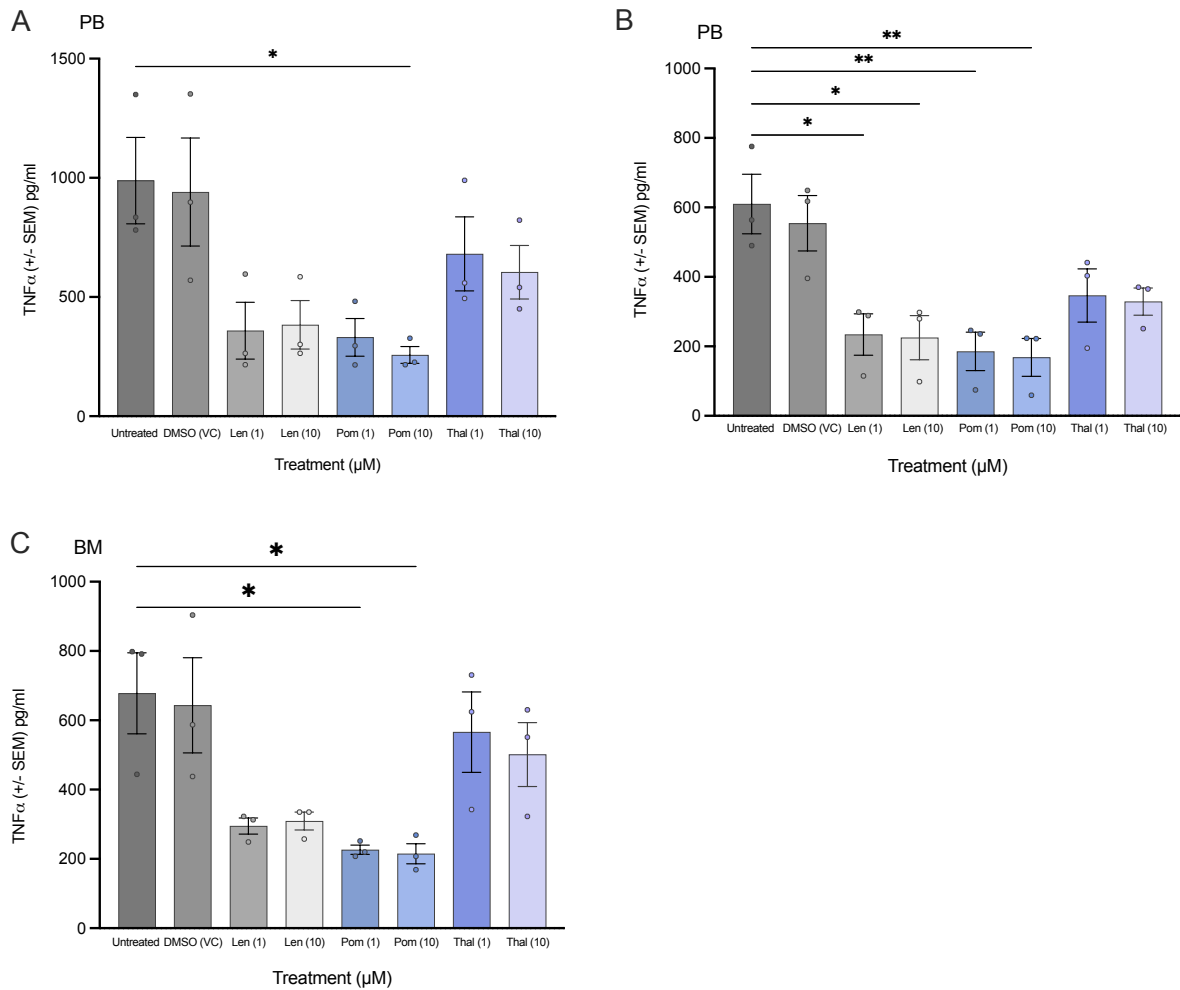 A
PB
*
1500
1000
500
0
TNFα (+/- SEM) pg/ml
Untreated DMSO (VC) Len (1) Len (10) Pom (1) Pom (10) Thal (1) Thal (10)
Treatment (µM)
B
PB
**
**
*
*
1000
800
600
400
200
0
TNFα (+/- SEM) pg/ml
Untreated DMSO (VC) Len (1) Len (10) Pom (1) Pom (10) Thal (1) Thal (10)
Treatment (µM)
C
BM
*
*
1000
800
600
400
200
0
TNFα (+/- SEM) pg/ml
Untreated DMSO (VC) Len (1) Len (10) Pom (1) Pom (10) Thal (1) Thal (10)
Treatment (µM)